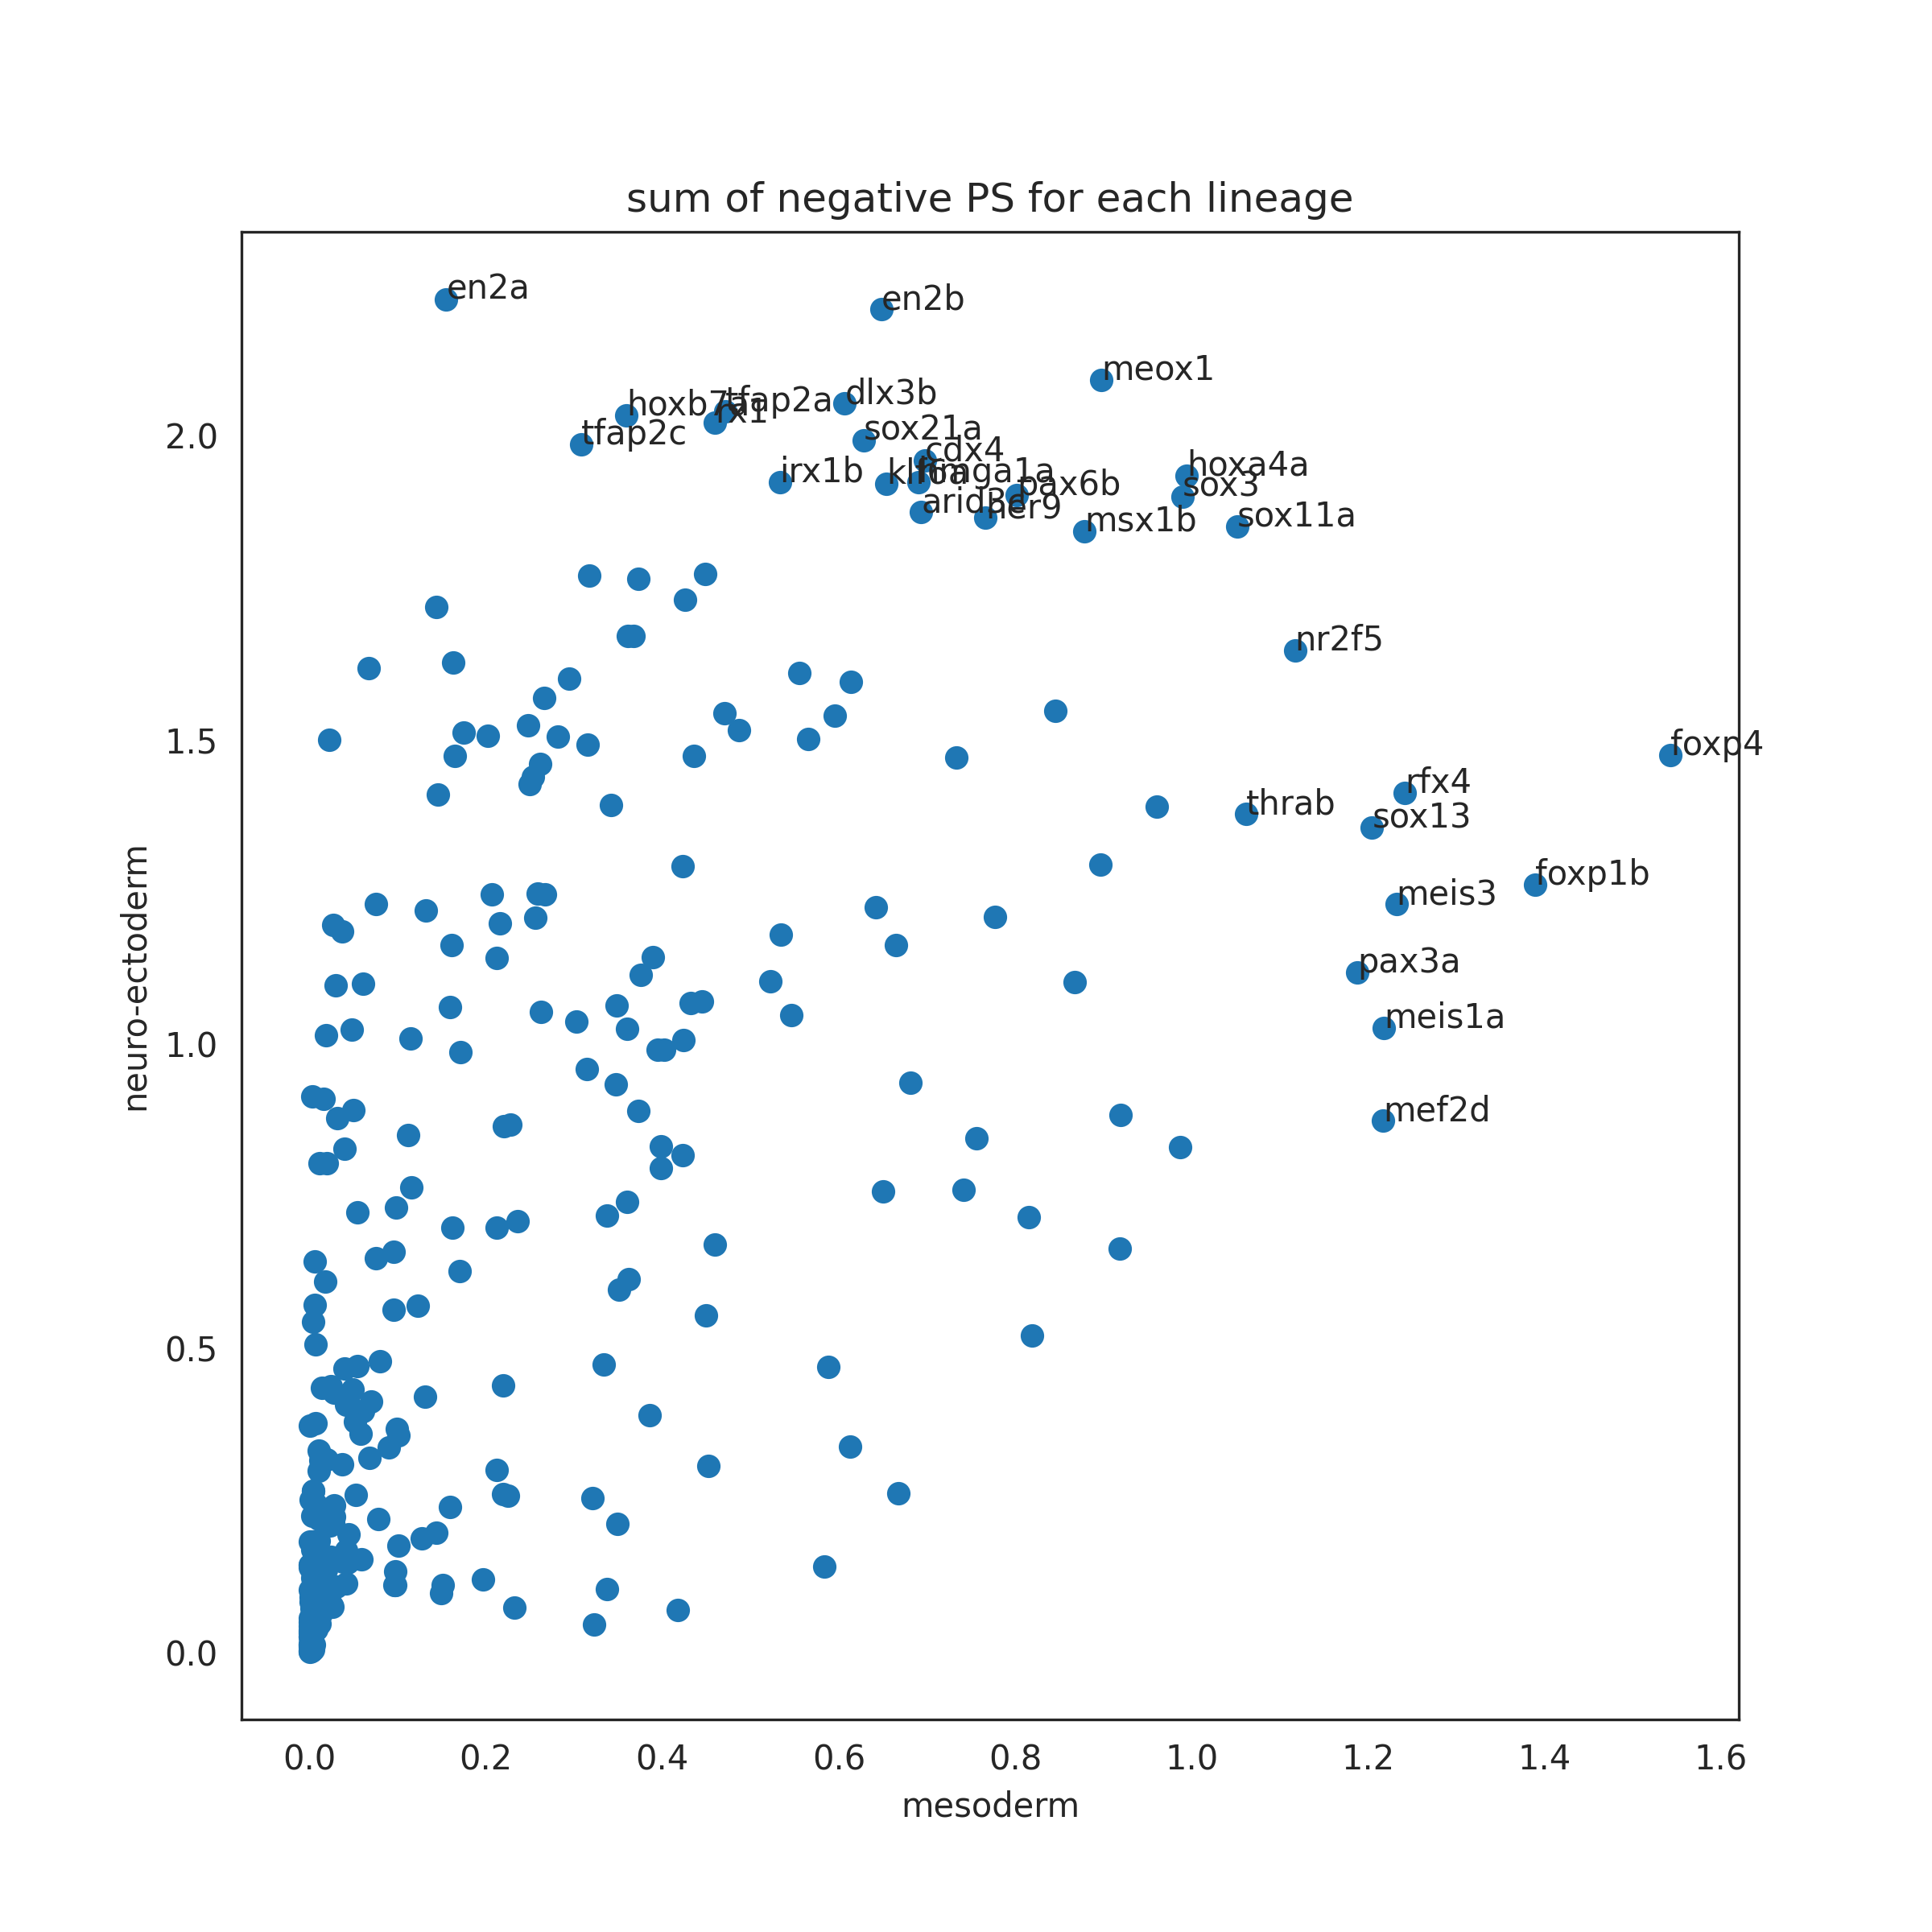 sum of negative PS for each lineage
en2a
en2b
meox1
dlx3b
tfap2a
hoxb7a
rx1
tfap2c
sox21a
cdx4
hoxa4a
irx1b
klf6a
hmga1a
pax6b
sox3
arid3c
her9
msx1b
sox11a
nr2f5
foxp4
rfx4
thrab
sox13
foxp1b
meis3
pax3a
meis1a
mef2d
neuro-ectoderm
2.0
1.5
1.0
0.5
0.0
0.0 0.2 0.4 0.6 0.8 1.0 1.2 1.4 1.6
mesoderm